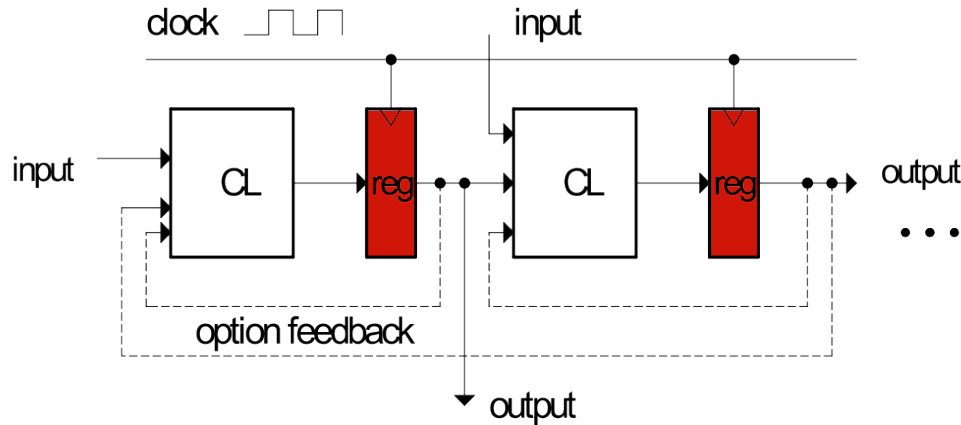 clock
input
input
CL
reg
CL
reg
output
option feedback
output